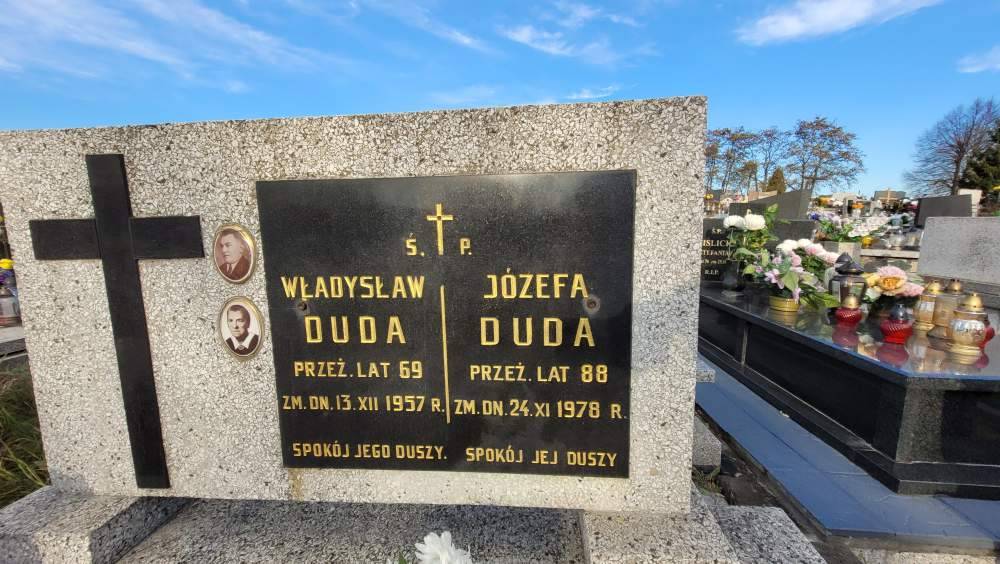 Ś. P.
WŁADYSŁAW
DUDA
PRZEŻ. LAT 69
ZM. DN. 13. XII 1957 R.
SPOKÓJ JEGO DUSZY.
JÓZEFA
DUDA
PRZEŻ. LAT 88
ZM. DN. 24. XI 1978 R.
SPOKÓJ JEJ DUSZY
R.I.P.